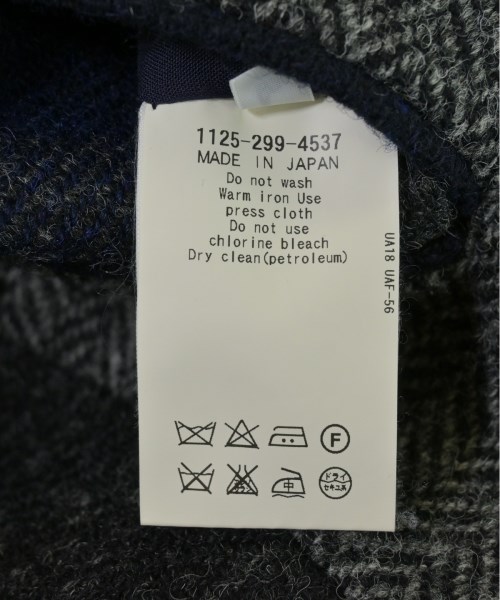 1125-299-4537
MADE IN JAPAN
Do not wash
Warm iron Use
press cloth
Do not use
chlorine bleach
Dry clean(petroleum)
UA18 UAF-56
F
中
ドライ
セキユ系